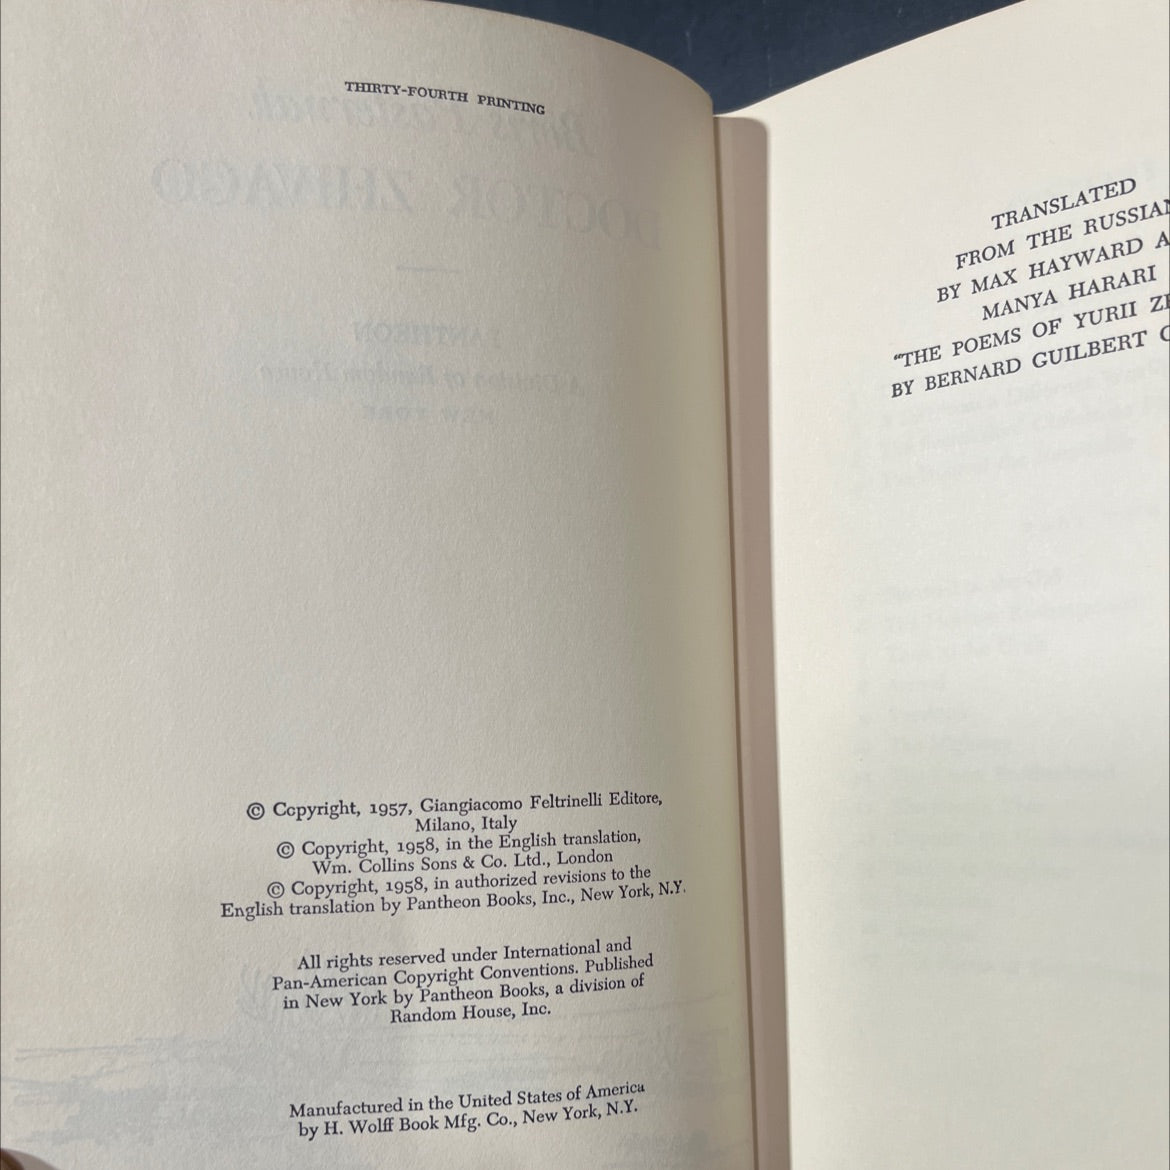 THIRTY-FOURTH PRINTING
DOCTOR ZHIVAGO
PANTHEON
© Copyright, 1957, Giangiacomo Feltrinelli Editore,
Milano, Italy
© Copyright, 1958, in the English translation,
Wm. Collins Sons & Co. Ltd., London
© Copyright, 1958, in authorized revisions to the
English translation by Pantheon Books, Inc., New York, N.Y.
All rights reserved under International and
Pan-American Copyright Conventions. Published
in New York by Pantheon Books, a division of
Random House, Inc.
Manufactured in the United States of America
by H. Wolff Book Mfg. Co., New York, N.Y.
TRANSLATED
FROM THE RUSSIAN
BY MAX HAYWARD A
MANYA HARARI
"THE POEMS OF YURII ZH
BY BERNARD GUILBERT G